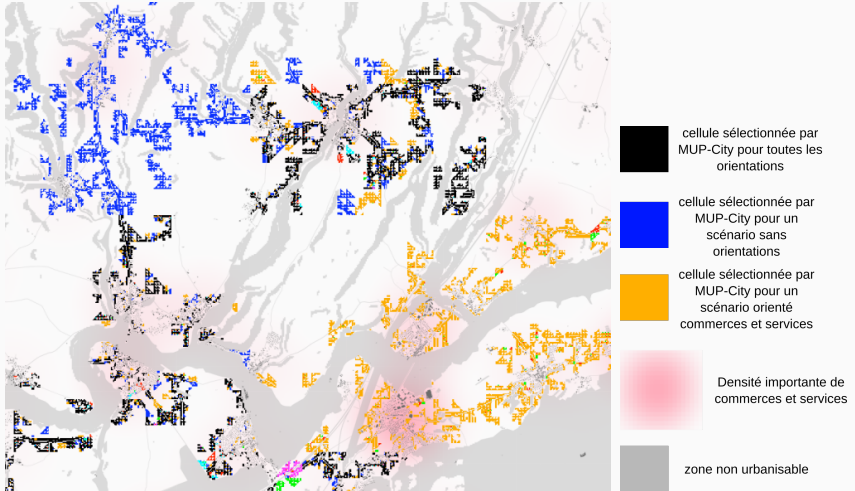 cellule sélectionnée par
MUP-City pour toutes les
orientations
cellule sélectionnée par
MUP-City pour un
scénario sans
orientations
cellule sélectionnée par
MUP-City pour un
scénario orienté
commerces et services
Densité importante de
commerces et services
zone non urbanisable